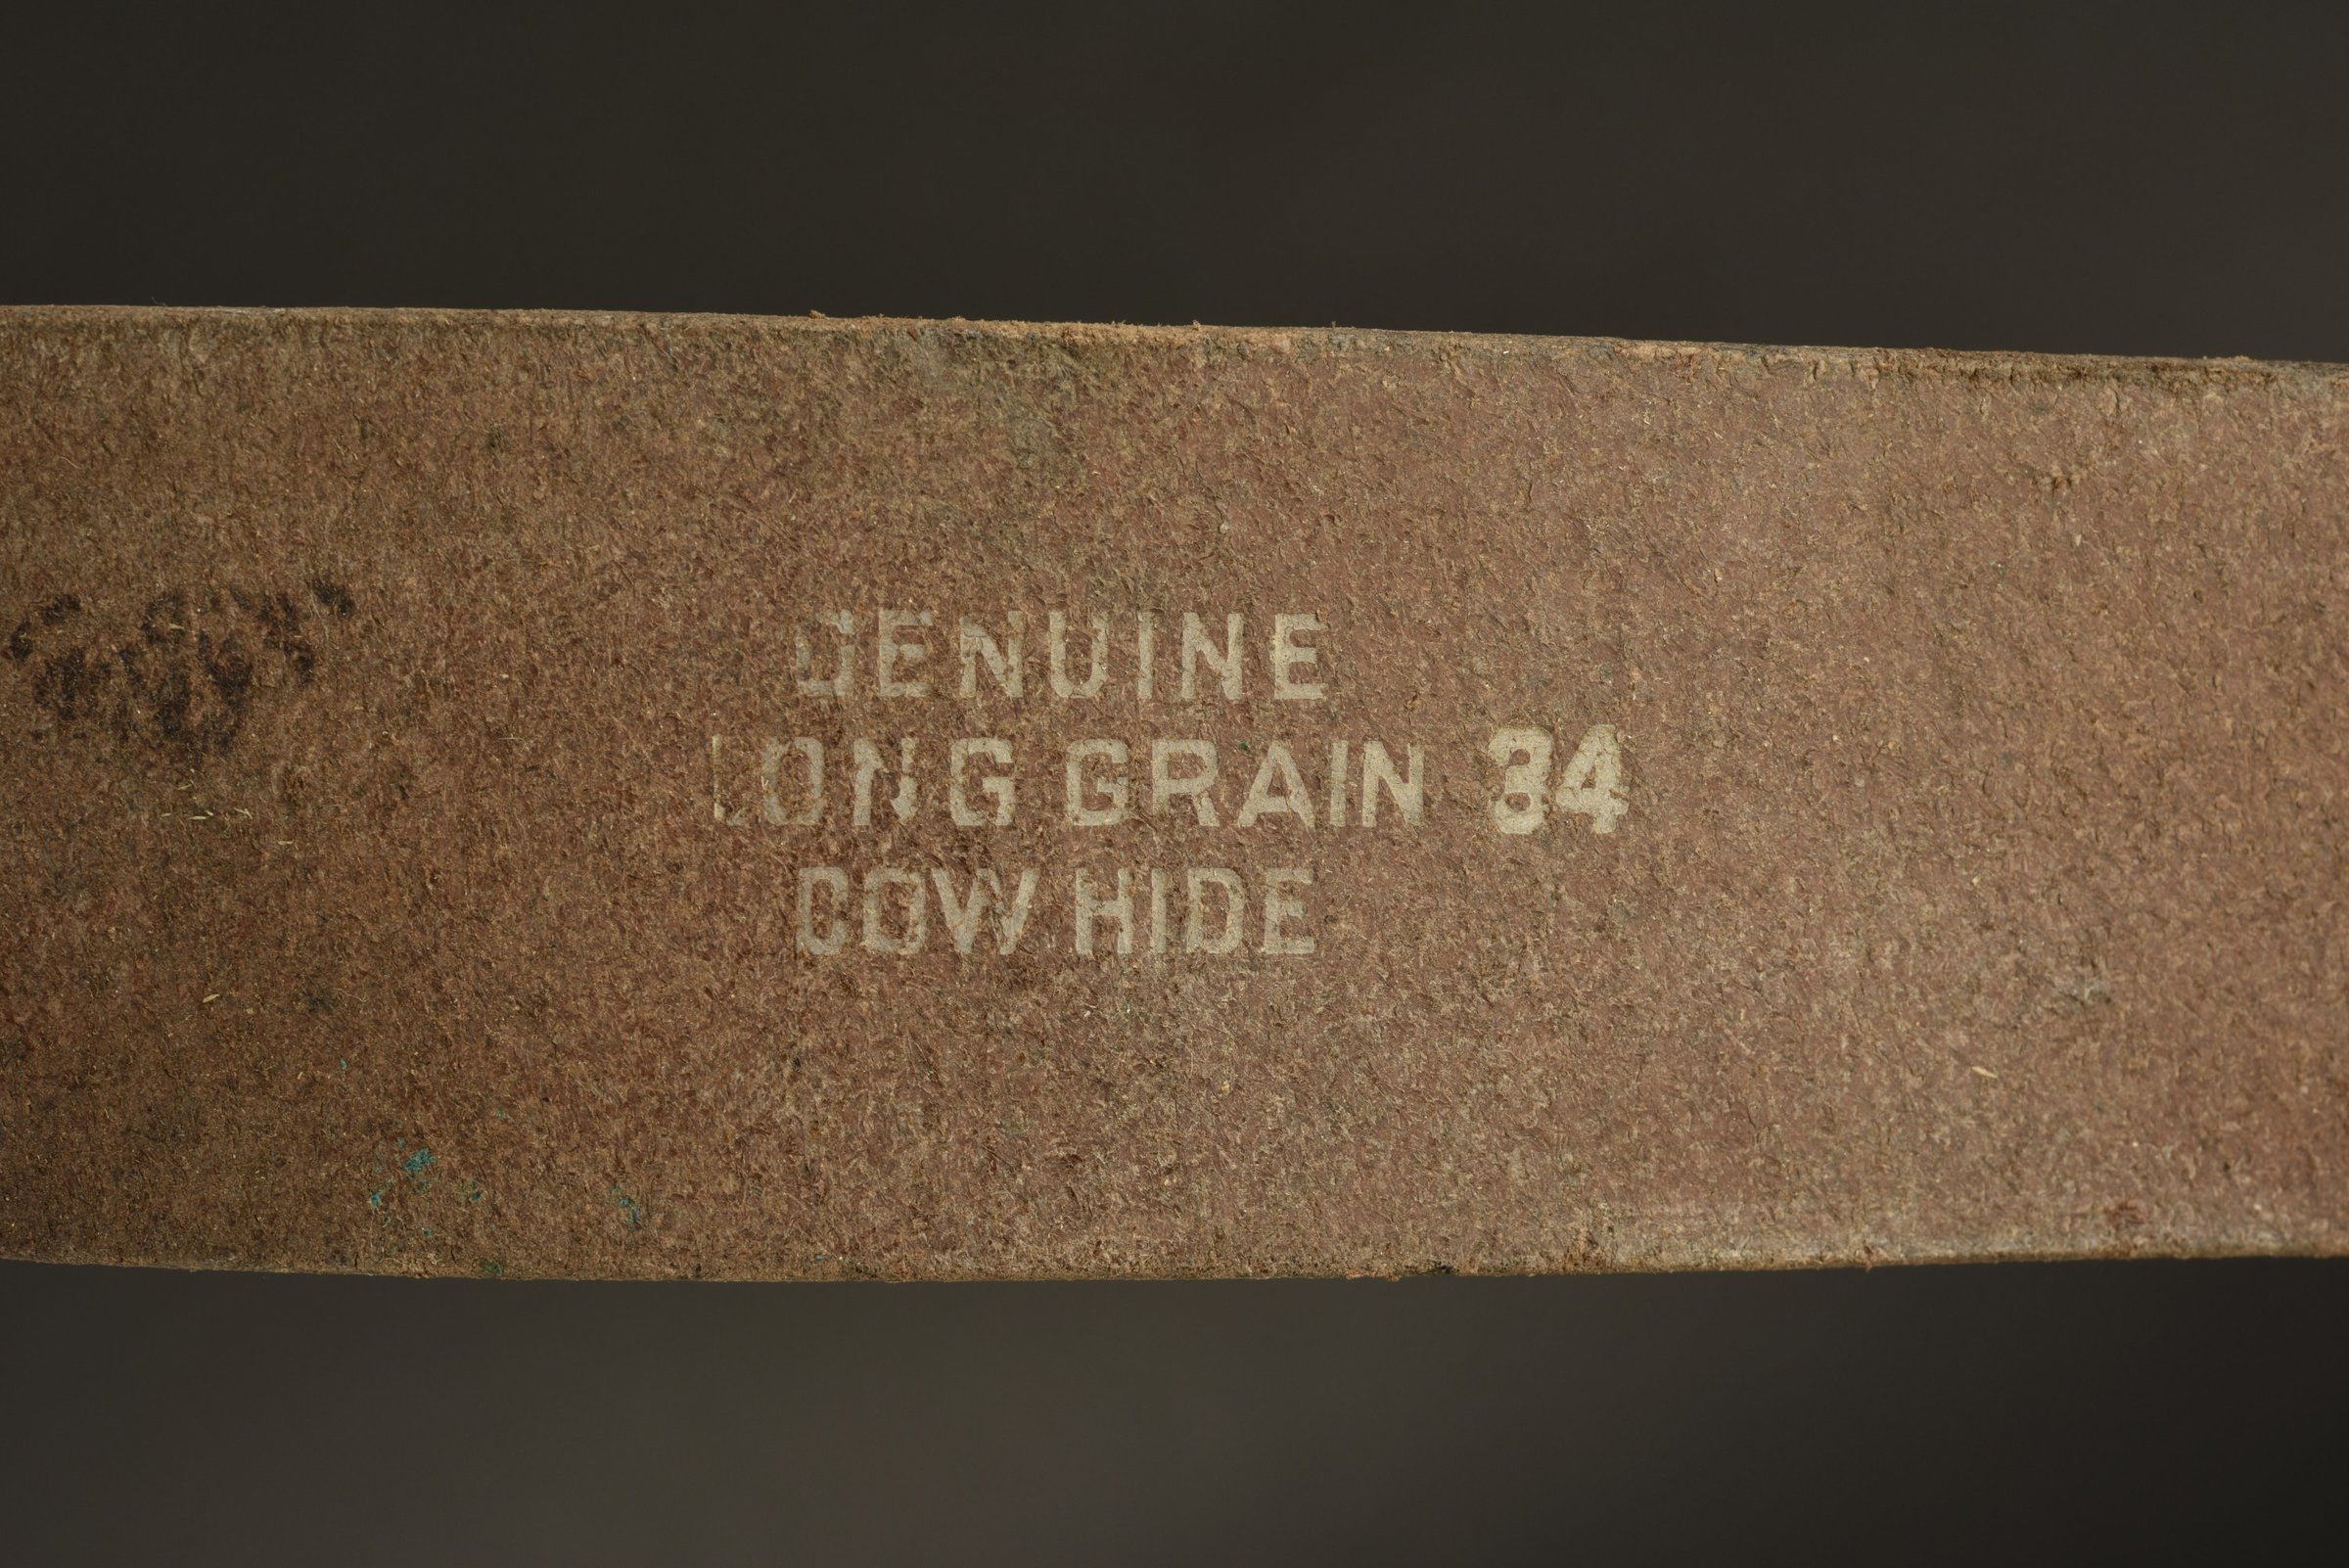 GENUINE
LONG GRAIN 34
COW HIDE